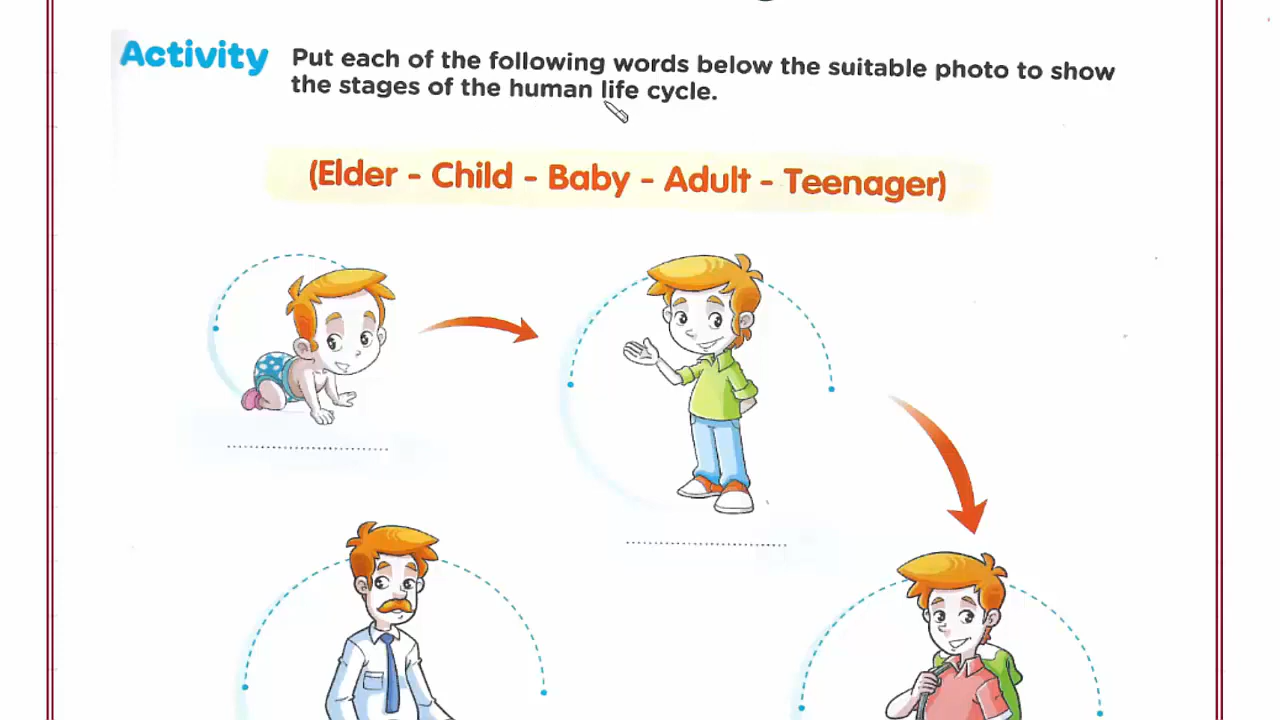 Activity Put each of the following words below the suitable photo to show
the stages of the human life cycle.
(Elder - Child - Baby - Adult - Teenager)